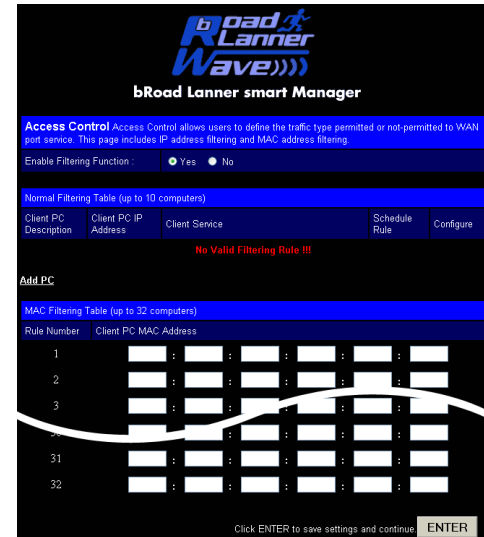 bRoad
Lanner
Wave))))
bRoad Lanner smart Manager
Access Control Access Control allows users to define the traffic type permitted or not-permitted to WAN
port service. This page includes IP address filtering and MAC address filtering.
Enable Filtering Function : Yes No
Normal Filtering Table (up to 10 computers)
Client PC Description Client PC IP Address Client Service Schedule Rule Configure
No Valid Filtering Rule !!!
Add PC
MAC Filtering Table (up to 32 computers)
Rule Number Client PC MAC Address
1 : : : : :
2 : : : : :
3 : : : : :
: : : : :
31 : : : : :
32 : : : : :
Click ENTER to save settings and continue. ENTER